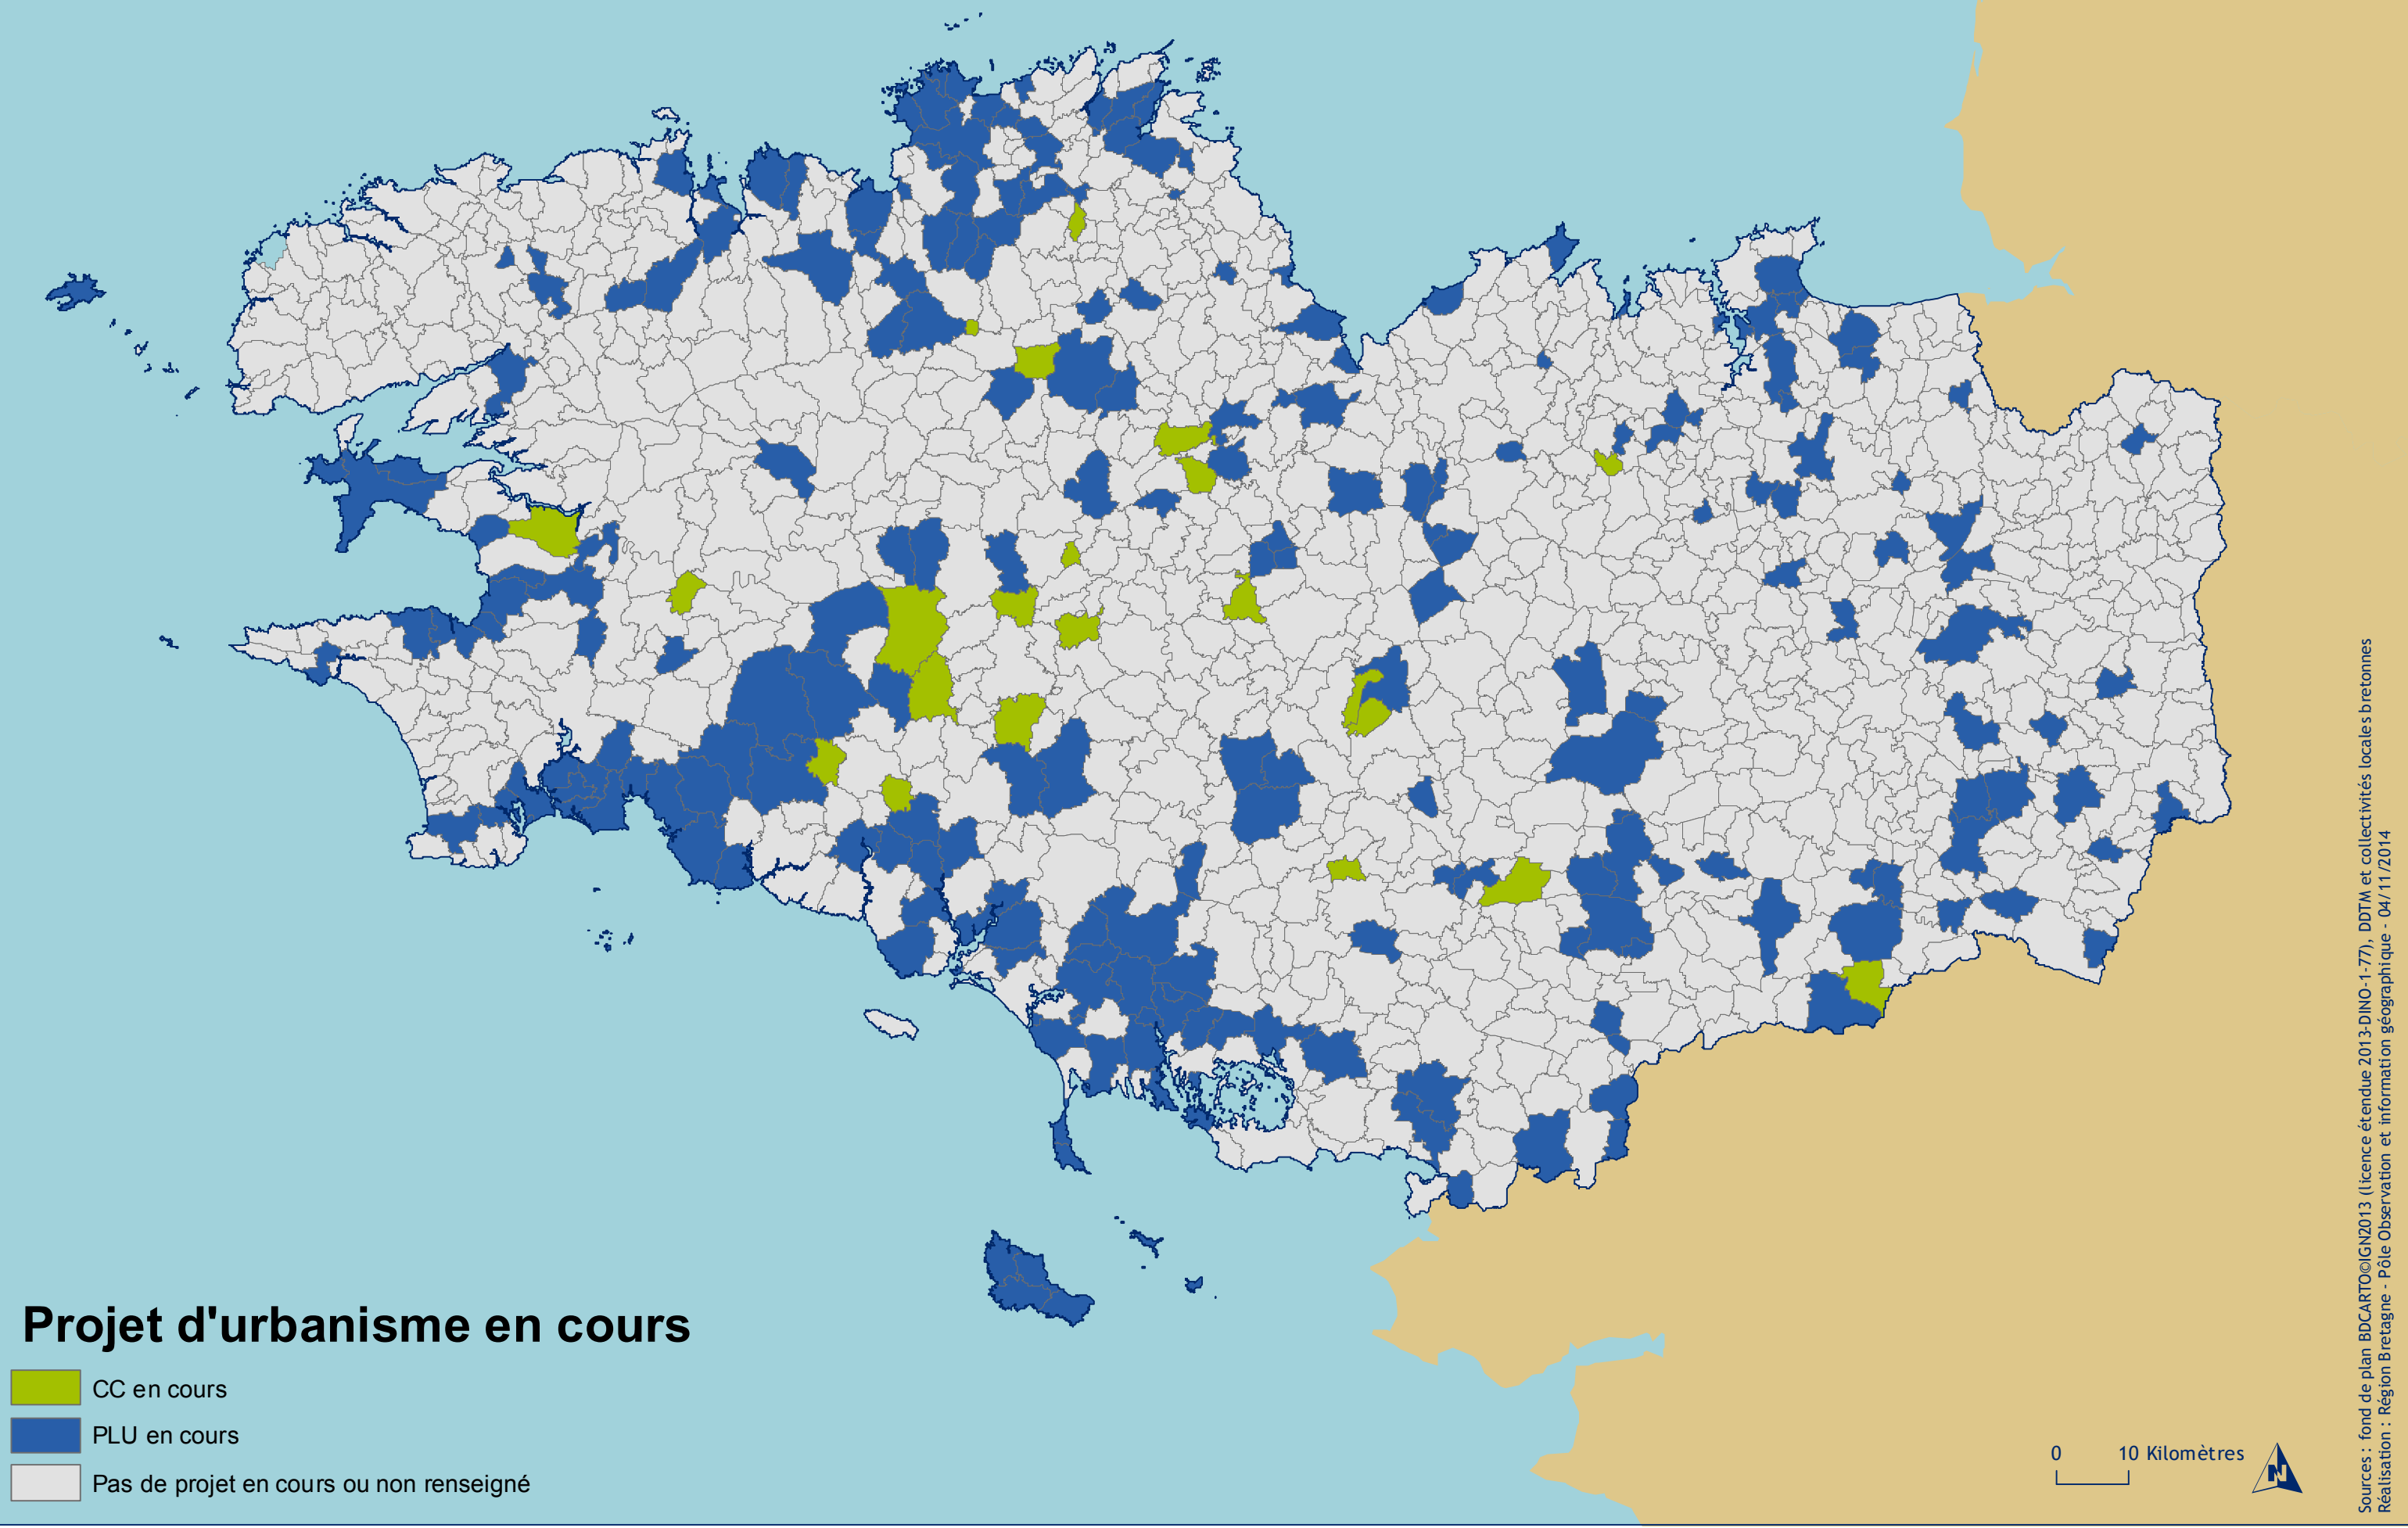 Projet d'urbanisme en cours
CC en cours
PLU en cours
Pas de projet en cours ou non renseigné
0 10 Kilomètres
N
Sources : fond de plan BDCARTO©IGN2013 (licence étendue 2013-DINO-1-77), DDTM et collectivités locales bretonnes
Réalisation : Région Bretagne - Pôle Observation et information géographique - 04/11/2014